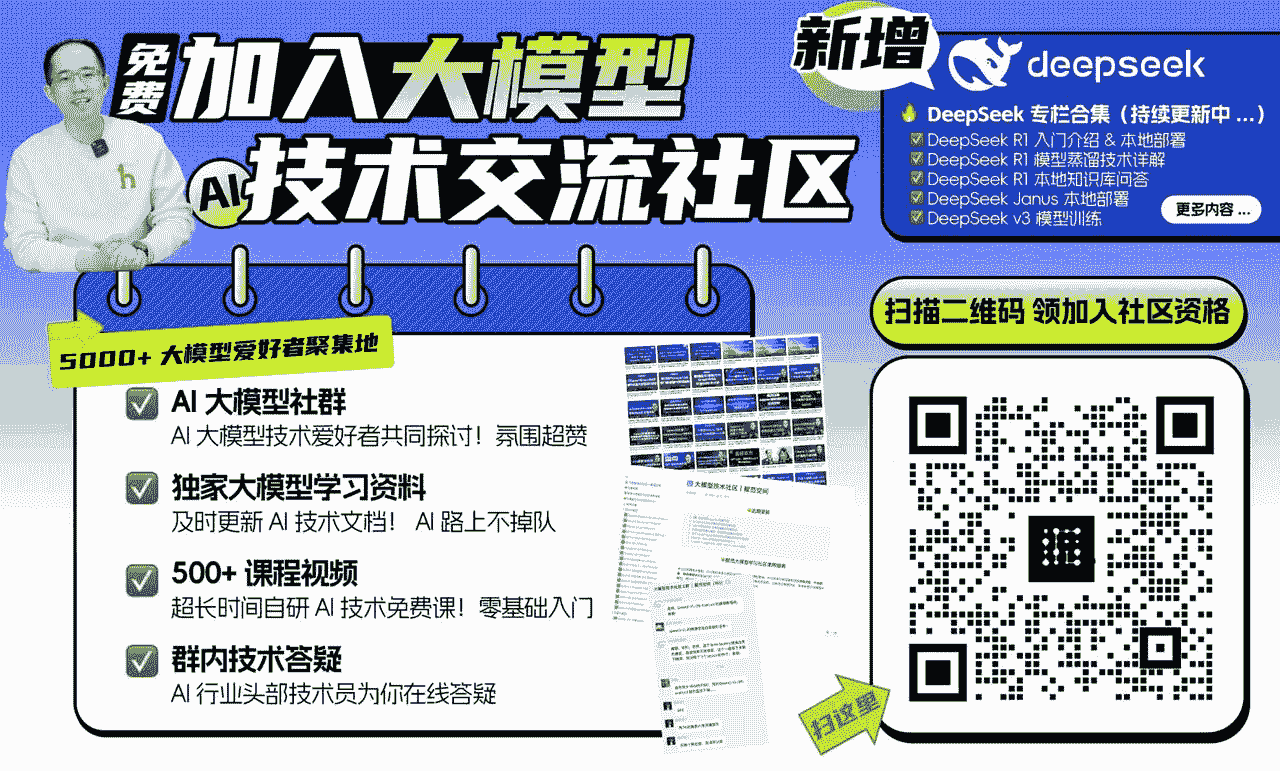 免费
加入大模型
AI技术交流社区
新增
deepseek
DeepSeek 专栏合集（持续更新中 ...）
DeepSeek R1 入门介绍 & 本地部署
DeepSeek R1 模型蒸馏技术详解
DeepSeek R1 本地知识库问答
DeepSeek Janus 本地部署
DeepSeek v3 模型训练
更多内容 ...
h
5000+ 大模型爱好者聚集地
AI 大模型社群
AI 大模型技术爱好者共同探讨！氛围超赞
独家大模型学习资料
及时更新 AI 技术文档！ AI 路上不掉队
500+ 课程视频
超长时间自研 AI 技术免费课！零基础入门
群内技术答疑
AI 行业头部技术员为你在线答疑
大模型技术社区 | 赋范空间
扫描二维码 领加入社区资格
扫这里